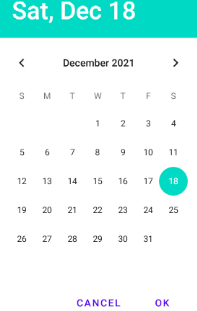 Sat, Dec 18
December 2021
S M T W T F S
1 2 3 4
5 6 7 8 9 10 11
12 13 14 15 16 17 18
19 20 21 22 23 24 25
26 27 28 29 30 31
CANCEL OK